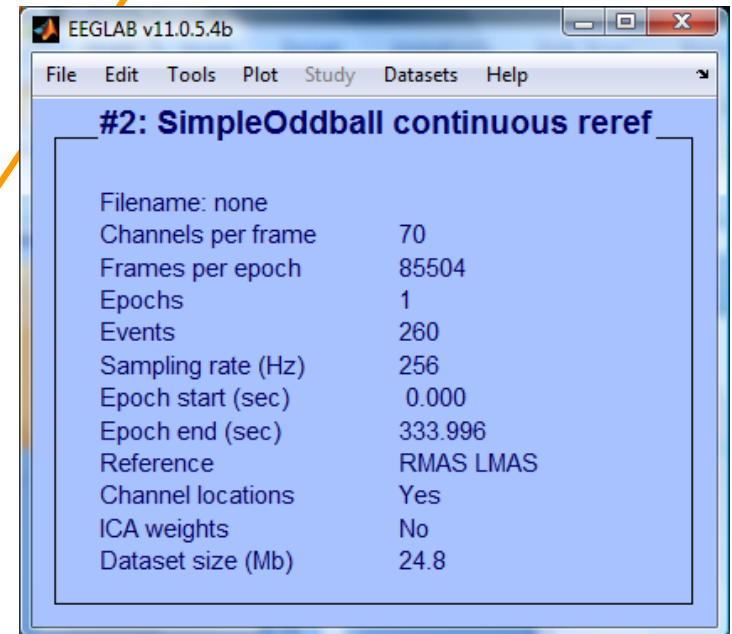 EEGLAB v11.0.5.4b
File Edit Tools Plot Study Datasets Help
#2: SimpleOddball continuous reref
Filename: none
Channels per frame 70
Frames per epoch 85504
Epochs 1
Events 260
Sampling rate (Hz) 256
Epoch start (sec) 0.000
Epoch end (sec) 333.996
Reference RMAS LMAS
Channel locations Yes
ICA weights No
Dataset size (Mb) 24.8